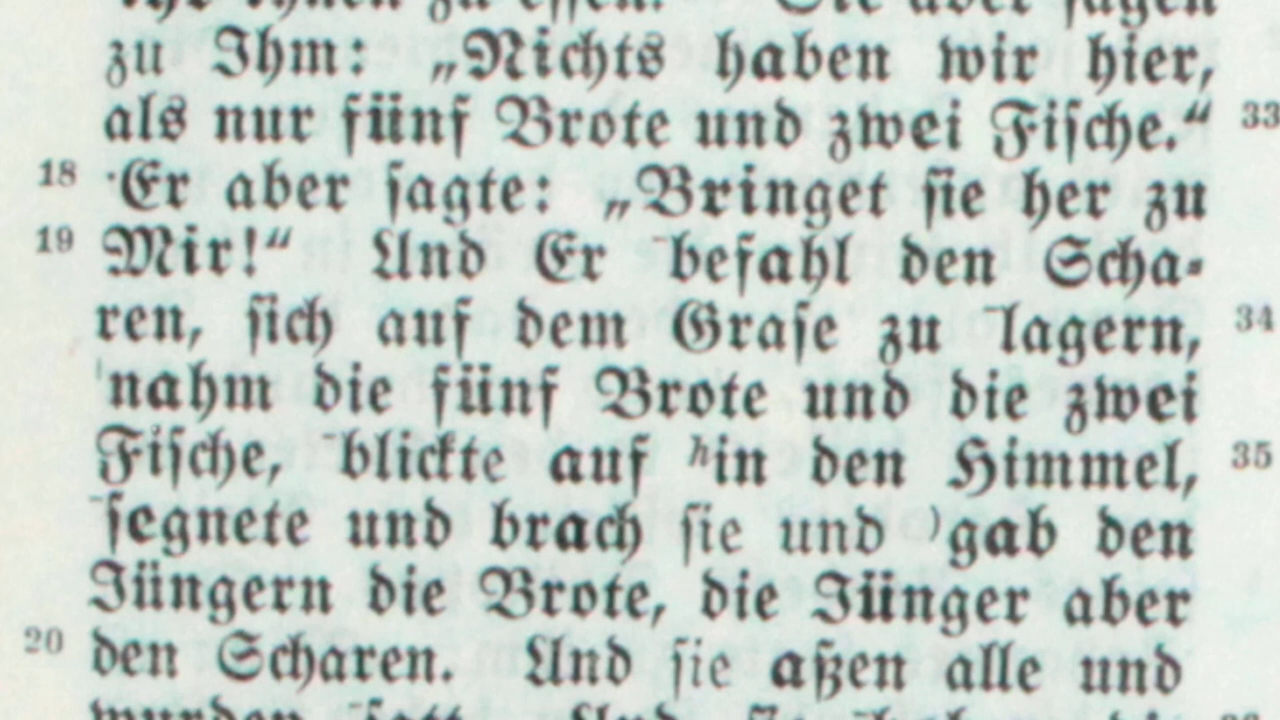 zu Ihm: „Nichts haben wir hier,
als nur fünf Brote und zwei Fische.“ 33
18 ·Er aber sagte: „Bringet sie her zu
19 Mir!“ Und Er ¯befahl den Scha-
ren, sich auf dem Grase zu ¯lagern, 34
ˈnahm die fünf Brote und die zwei
Fische, ¯blickte auf ʰin den Himmel, 35
¯segnete und brach sie und ⁾gab den
Jüngern die Brote, die Jünger aber
20 den Scharen. Und sie aßen alle und